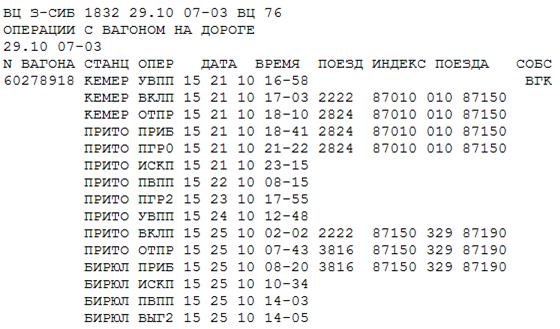 ВЦ З-СИБ 1832 29.10 07-03 ВЦ 76
ОПЕРАЦИИ С ВАГОНОМ НА ДОРОГЕ
29.10 07-03
N ВАГОНА СТАНЦ ОПЕР ДАТА ВРЕМЯ ПОЕЗД ИНДЕКС ПОЕЗДА СОБС
60278918 КЕМЕР УВПП 15 21 10 16-58 ВГК
КЕМЕР ВКЛП 15 21 10 17-03 2222 87010 010 87150
КЕМЕР ОТПР 15 21 10 18-10 2824 87010 010 87150
ПРИТО ПРИБ 15 21 10 18-41 2824 87010 010 87150
ПРИТО ПГР0 15 21 10 21-22 2824 87010 010 87150
ПРИТО ИСКП 15 21 10 23-15
ПРИТО ПВПП 15 22 10 08-15
ПРИТО ПГР2 15 23 10 17-55
ПРИТО УВПП 15 24 10 12-48
ПРИТО ВКЛП 15 25 10 02-02 2222 87150 329 87190
ПРИТО ОТПР 15 25 10 07-43 3816 87150 329 87190
БИРЮЛ ПРИБ 15 25 10 08-20 3816 87150 329 87190
БИРЮЛ ИСКП 15 25 10 10-34
БИРЮЛ ПВПП 15 25 10 14-03
БИРЮЛ ВЫГ2 15 25 10 14-05